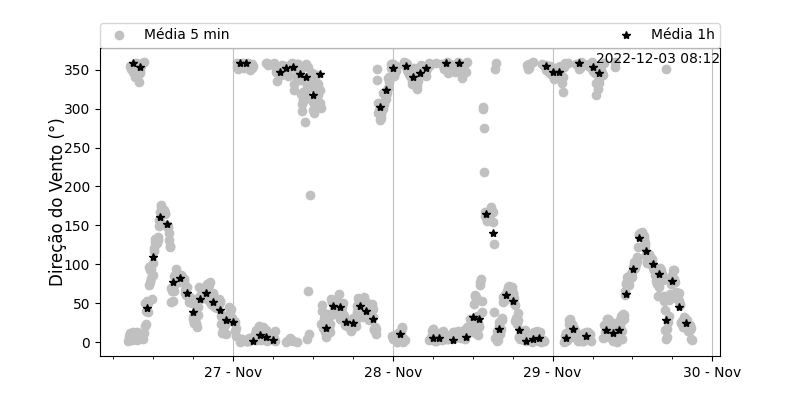 Média 5 min
Média 1h
2022-12-03 08:12
Direção do Vento (°)
350
300
250
200
150
100
50
0
27 - Nov
28 - Nov
29 - Nov
30 - Nov